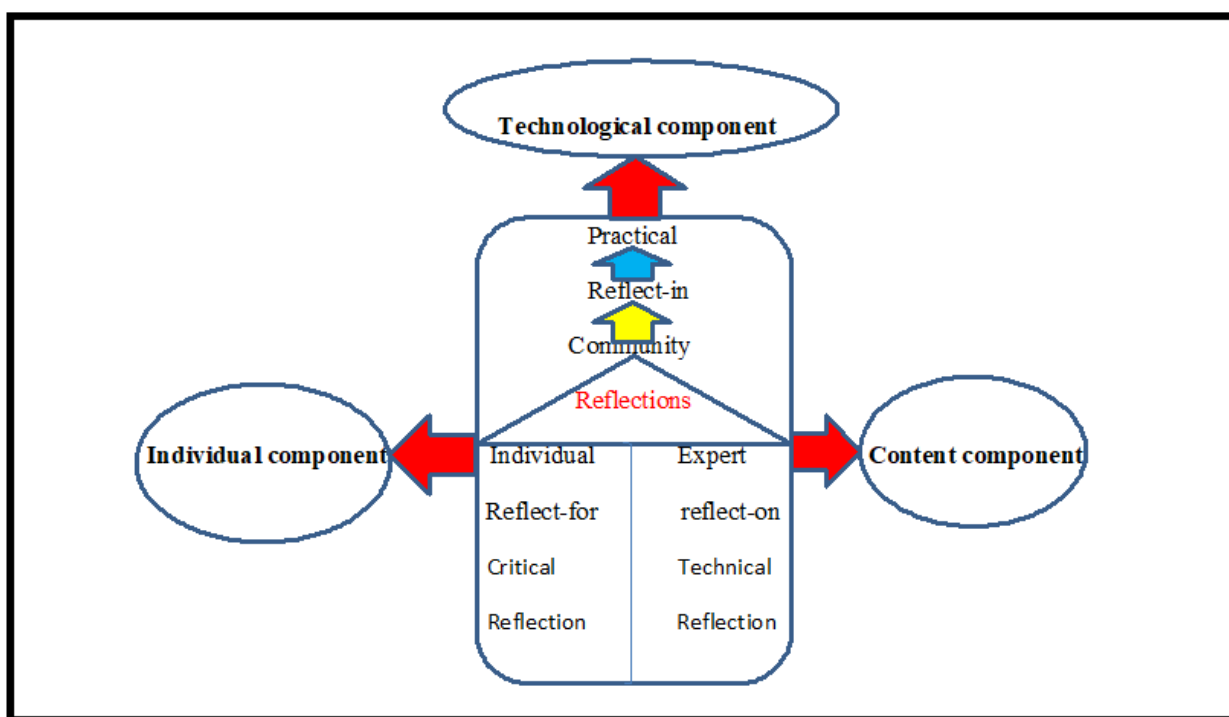 Technological component
Practical
Reflect-in
Community
Reflections
Individual component
Individual
Expert
Content component
Reflect-for
reflect-on
Critical
Technical
Reflection
Reflection